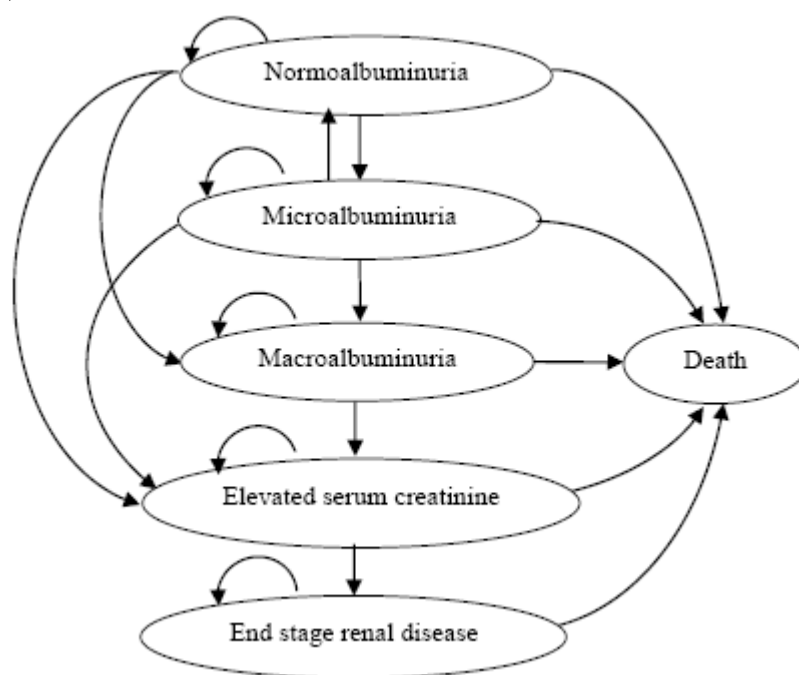 Normoalbuminuria
Microalbuminuria
Macroalbuminuria
Death
Elevated serum creatinine
End stage renal disease